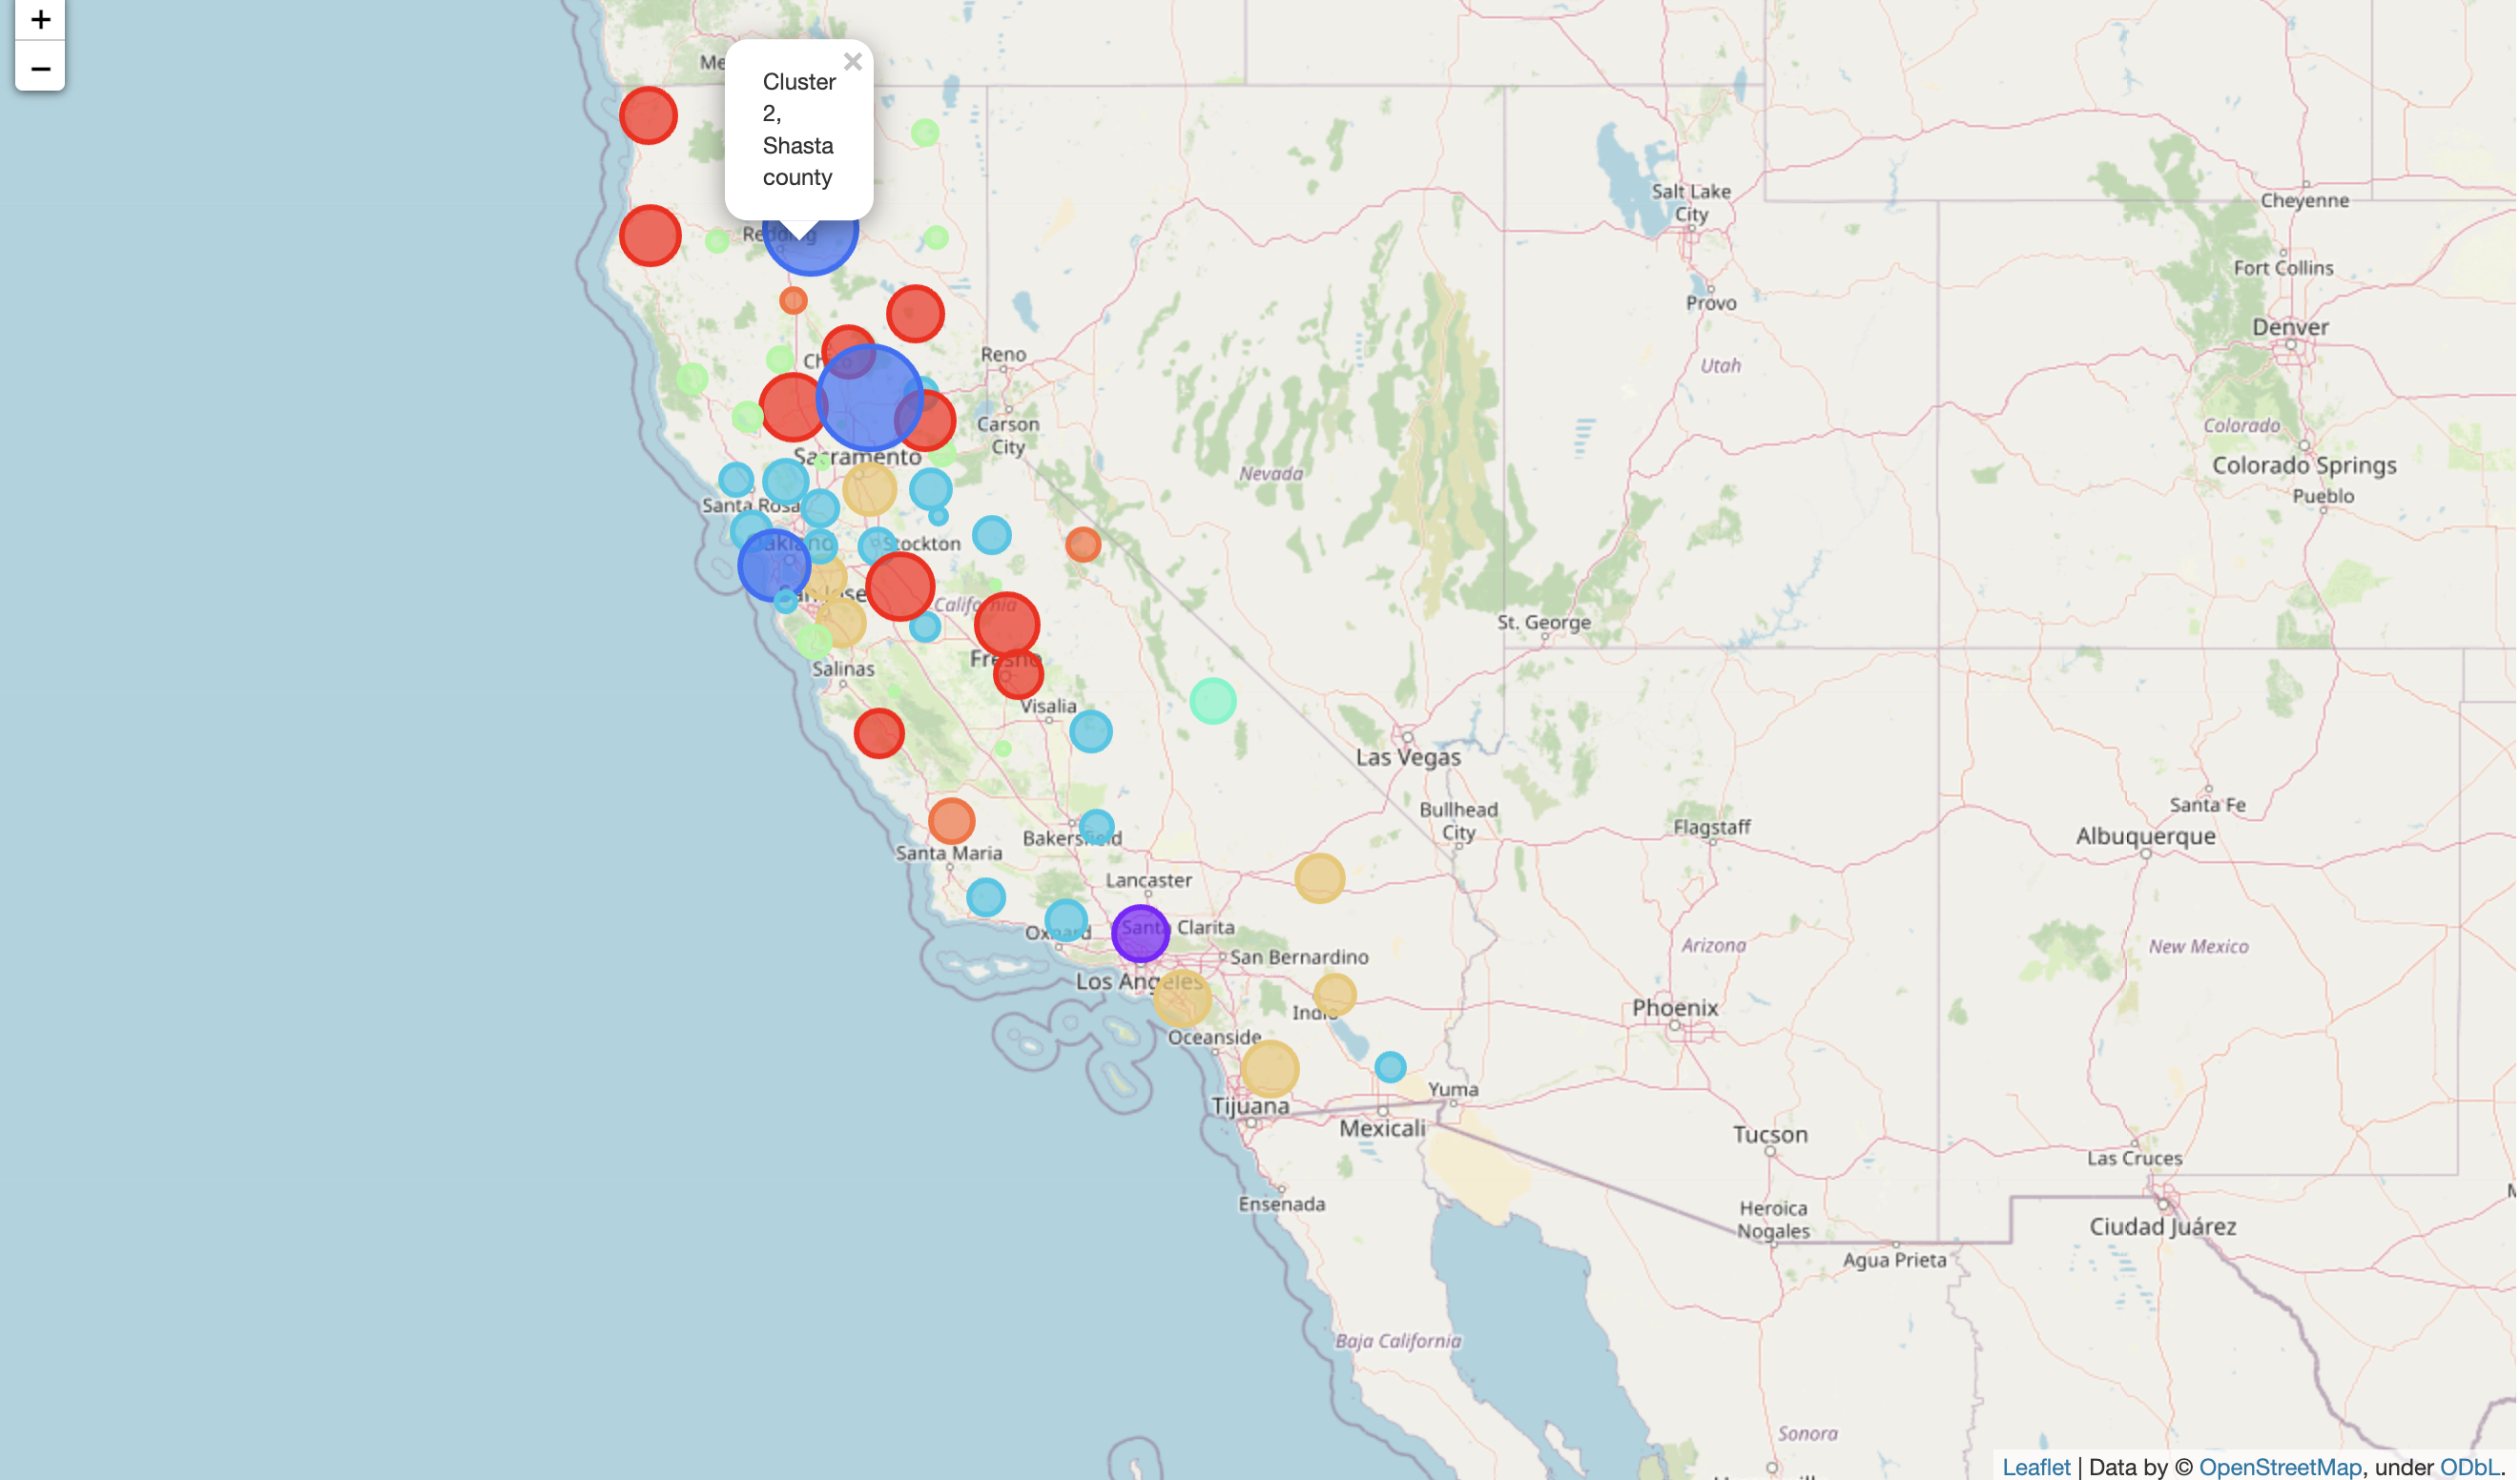 +
−
Cluster
2,
Shasta
county
×
Salt Lake
City
Cheyenne
Fort Collins
Provo
Denver
Reno
Utah
Colorado
Carson
City
Sacramento
Nevada
Colorado Springs
Pueblo
Santa Rosa
Oakland
Stockton
San Jose
California
St. George
Fresno
Salinas
Visalia
Las Vegas
Bullhead
City
Santa Fe
Flagstaff
Albuquerque
Bakersfield
Santa Maria
Lancaster
Santa Clarita
Oxnard
San Bernardino
Arizona
New Mexico
Los Angeles
Indio
Phoenix
Oceanside
Yuma
Tijuana
Mexicali
Tucson
Las Cruces
Ensenada
Heroica
Nogales
Ciudad Juárez
Agua Prieta
Baja California
Sonora
Redding
Leaflet | Data by © OpenStreetMap, under ODbL.